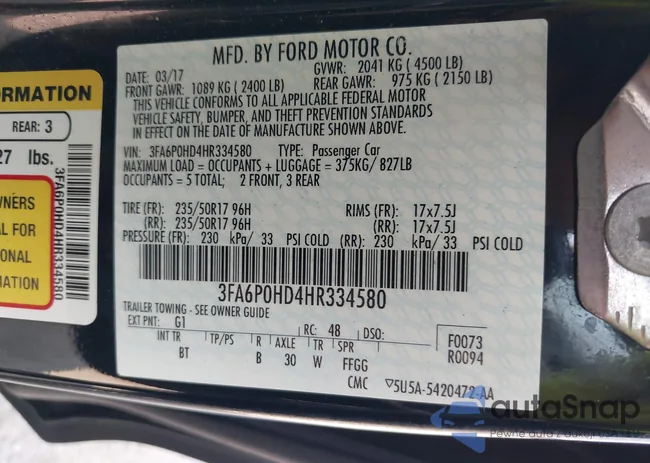 MFD. BY FORD MOTOR CO.
DATE: 03/17 GVWR: 2041 KG ( 4500 LB)
FRONT GAWR: 1089 KG ( 2400 LB) REAR GAWR: 975 KG ( 2150 LB)
THIS VEHICLE CONFORMS TO ALL APPLICABLE FEDERAL MOTOR
VEHICLE SAFETY, BUMPER, AND THEFT PREVENTION STANDARDS
IN EFFECT ON THE DATE OF MANUFACTURE SHOWN ABOVE.
VIN: 3FA6P0HD4HR334580 TYPE: Passenger Car
MAXIMUM LOAD = OCCUPANTS + LUGGAGE = 375KG/ 827LB
OCCUPANTS = 5 TOTAL; 2 FRONT, 3 REAR
TIRE (FR): 235/50R17 96H RIMS (FR): 17x7.5J
(RR): 235/50R17 96H (RR): 17x7.5J
PRESSURE (FR): 230 kPa/ 33 PSI COLD (RR): 230 kPa/ 33 PSI COLD
3FA6P0HD4HR334580
TRAILER TOWING - SEE OWNER GUIDE
EXT PNT: G1 RC: 48 DSO: F0073
INT TR TP/PS R AXLE TR SPR R0094
BT B 30 W FFGG
CMC 5U5A-5420472-AA
ORMATION
REAR: 3
27 lbs.
WNERS
AL FOR
ONAL
MATION
3FA6P0HD4HR334580
autoSnap